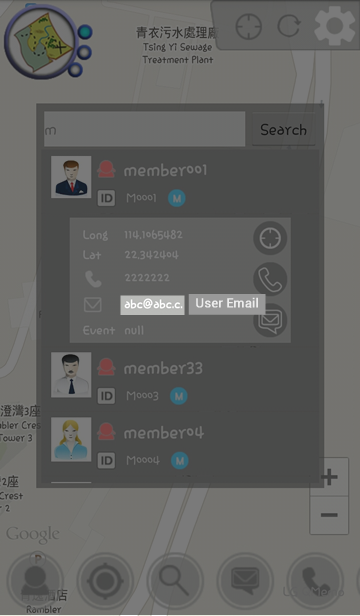 青衣污水處理廠
Tsing Yi Sewage
Treatment Plant
m
Search
member001
ID M0001 M
Long 114.1065482
Lat 22.342404
2222222
abc@abc.c.
User Email
Event null
member33
ID M0003 M
member04
ID M0004 M
澄灣3座
Tower 3
2座
Crest
r 2
+
−
Google
P
酒店
Rambler